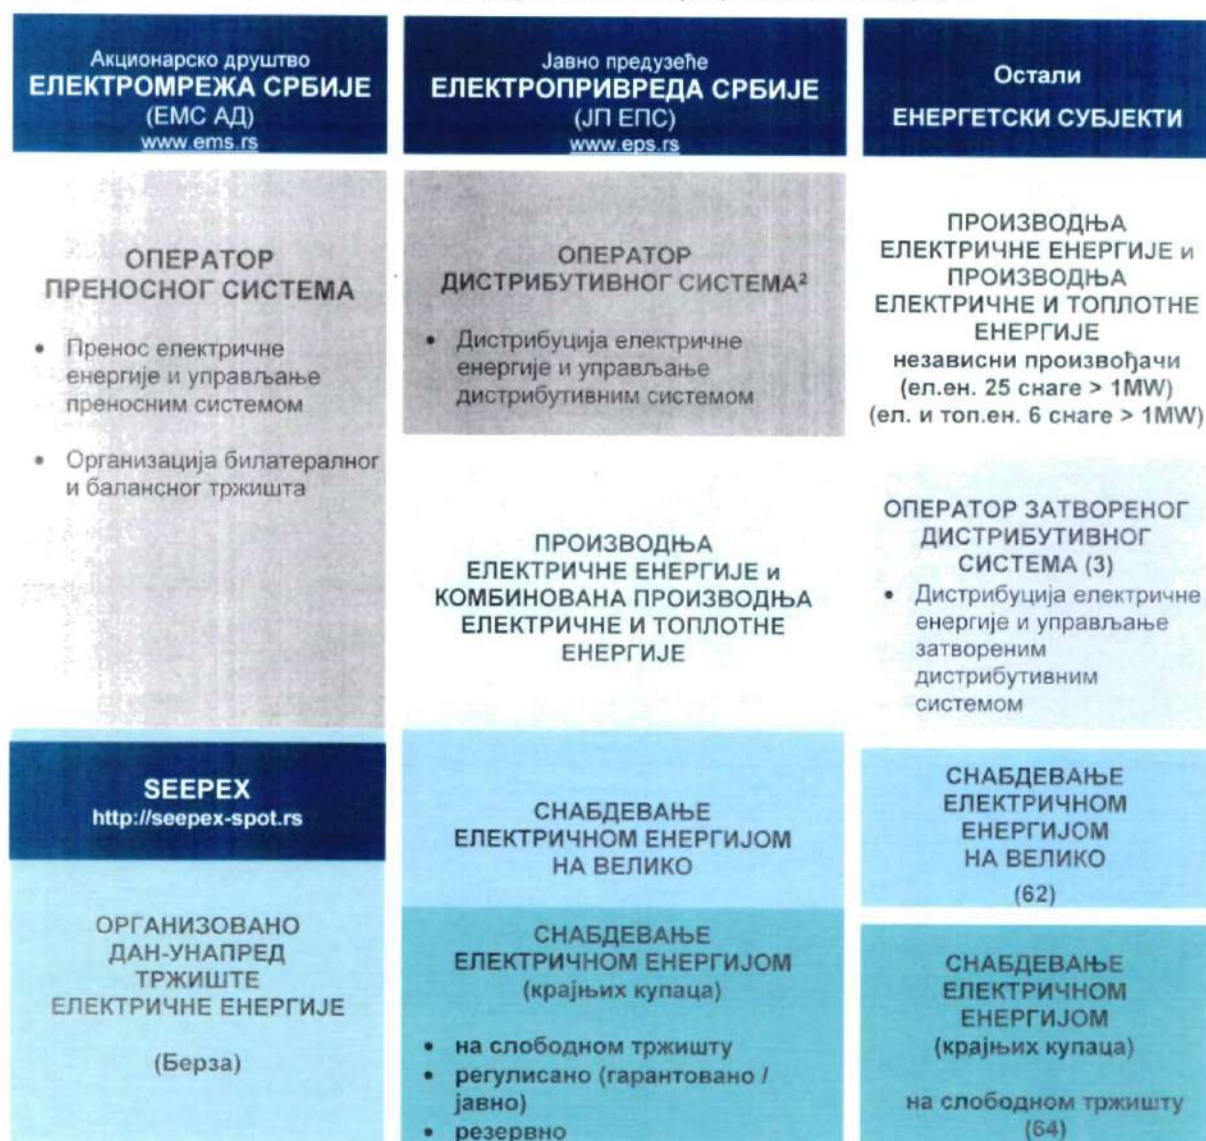 Акционарско друштво
ЕЛЕКТРОМРЕЖА СРБИЈЕ
(ЕМС АД)
www.ems.rs
ОПЕРАТОР
ПРЕНОСНОГ СИСТЕМА
• Пренос електричне
енергије и управљање
преносним системом
• Организација билатералног
и балансног тржишта
SEEPEX
http://seepex-spot.rs
ОРГАНИЗОВАНО
ДАН-УНАПРЕД
ТРЖИШТЕ
ЕЛЕКТРИЧНЕ ЕНЕРГИЈЕ
(Берза)
Јавно предузеће
ЕЛЕКТРОПРИВРЕДА СРБИЈЕ
(ЈП ЕПС)
www.eps.rs
ОПЕРАТОР
ДИСТРИБУТИВНОГ СИСТЕМА²
• Дистрибуција електричне
енергије и управљање
дистрибутивним системом
ПРОИЗВОДЊА
ЕЛЕКТРИЧНЕ ЕНЕРГИЈЕ и
КОМБИНОВАНА ПРОИЗВОДЊА
ЕЛЕКТРИЧНЕ И ТОПЛОТНЕ
ЕНЕРГИЈЕ
СНАБДЕВАЊЕ
ЕЛЕКТРИЧНОМ ЕНЕРГИЈОМ
НА ВЕЛИКО
СНАБДЕВАЊЕ
ЕЛЕКТРИЧНОМ ЕНЕРГИЈОМ
(крајњих купаца)
• на слободном тржишту
• регулисано (гарантовано /
јавно)
• резервно
Остали
ЕНЕРГЕТСКИ СУБЈЕКТИ
ПРОИЗВОДЊА
ЕЛЕКТРИЧНЕ ЕНЕРГИЈЕ и
ПРОИЗВОДЊА
ЕЛЕКТРИЧНЕ И ТОПЛОТНЕ
ЕНЕРГИЈЕ
независни произвођачи
(ел.ен. 25 снаге > 1MW)
(ел. и топ.ен. 6 снаге > 1MW)
ОПЕРАТОР ЗАТВОРЕНОГ
ДИСТРИБУТИВНОГ
СИСТЕМА (3)
• Дистрибуција електричне
енергије и управљање
затвореним
дистрибутивним
системом
СНАБДЕВАЊЕ
ЕЛЕКТРИЧНОМ
ЕНЕРГИЈОМ
НА ВЕЛИКО
(62)
СНАБДЕВАЊЕ
ЕЛЕКТРИЧНОМ
ЕНЕРГИЈОМ
(крајњих купаца)
на слободном тржишту
(64)